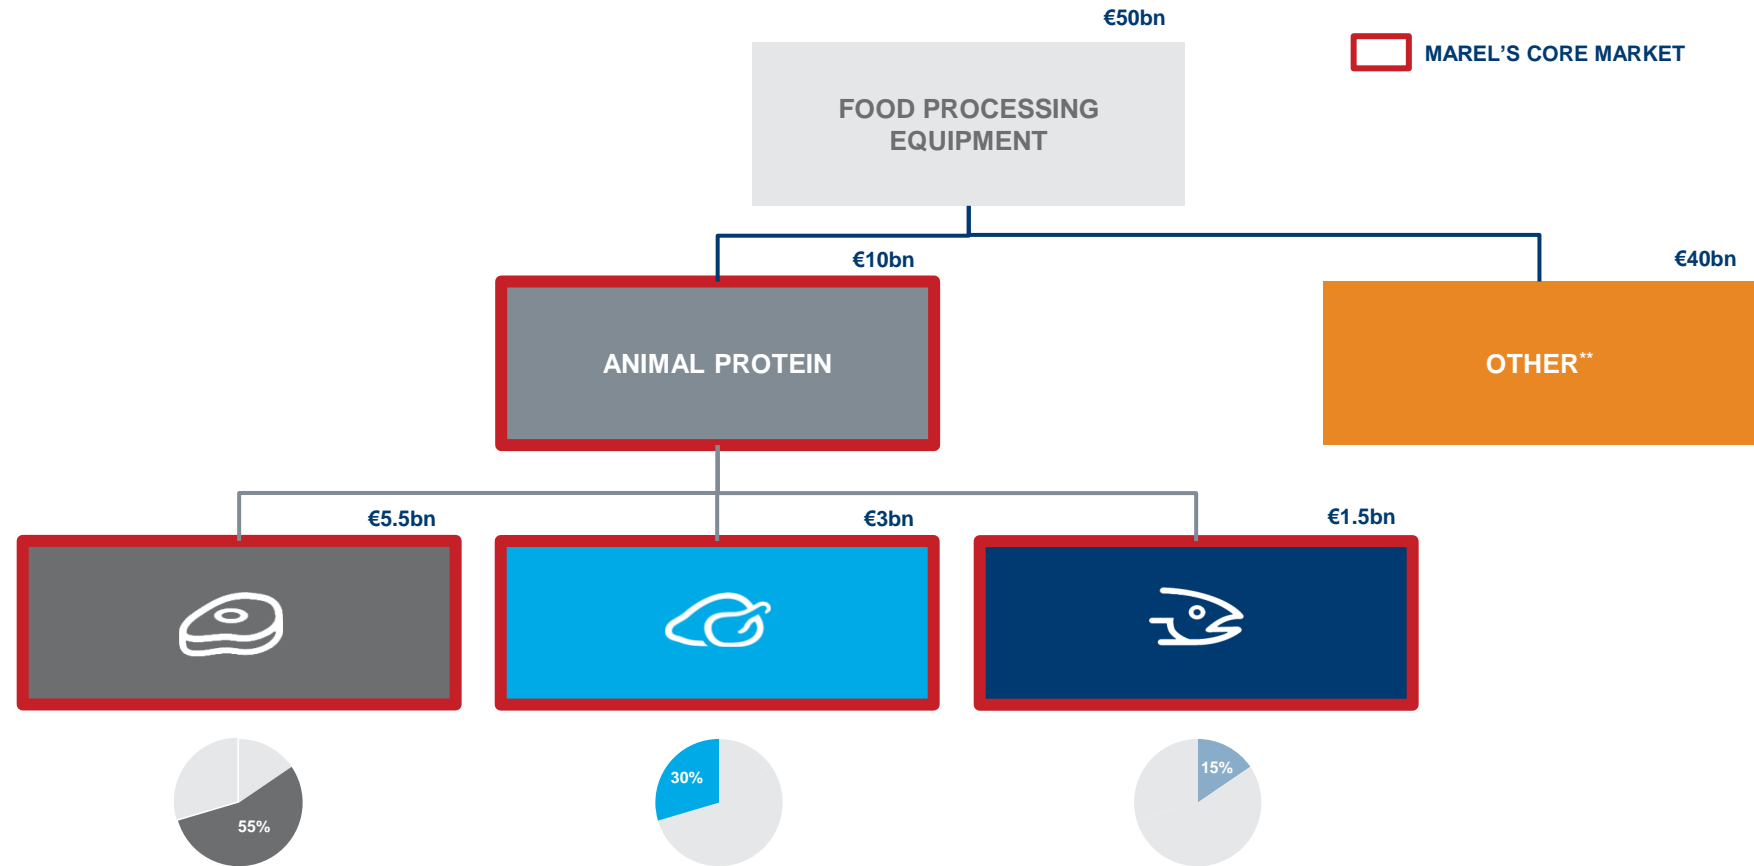 €50bn
MAREL'S CORE MARKET
FOOD PROCESSING
EQUIPMENT
€10bn
€40bn
ANIMAL PROTEIN
OTHER**
€5.5bn
€3bn
€1.5bn
30%
15%
55%